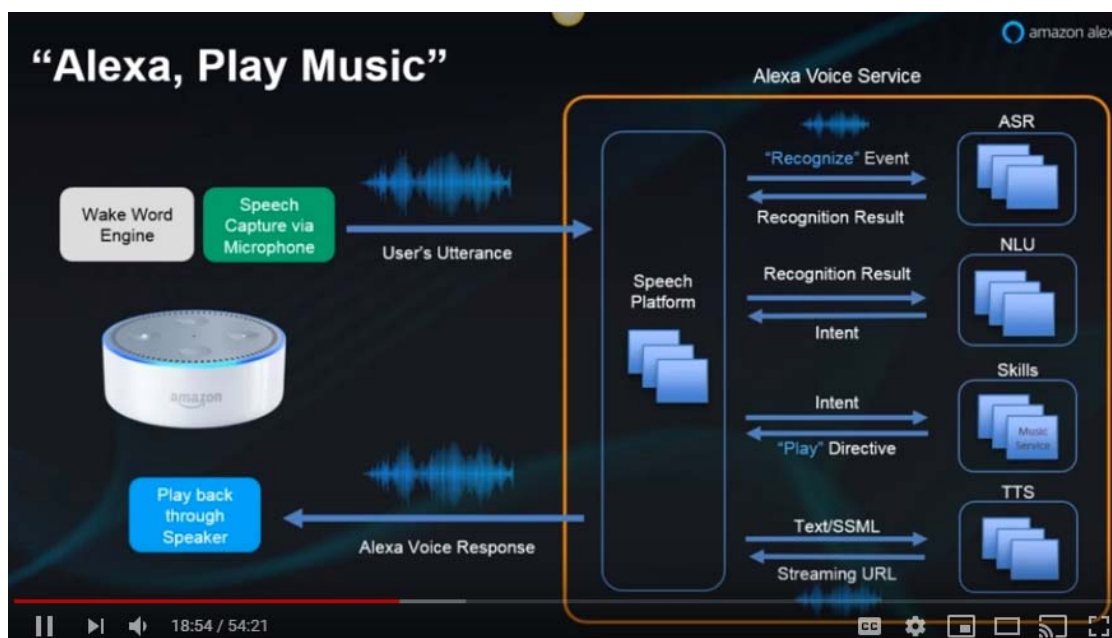 amazon alex
“Alexa, Play Music”
Alexa Voice Service
Wake Word
Engine
Speech
Capture via
Microphone
User's Utterance
amazon
Play back
through
Speaker
Alexa Voice Response
Speech
Platform
“Recognize” Event
Recognition Result
ASR
Recognition Result
Intent
NLU
Intent
“Play” Directive
Skills
Music
Service
Text/SSML
Streaming URL
TTS
18:54 / 54:21
CC